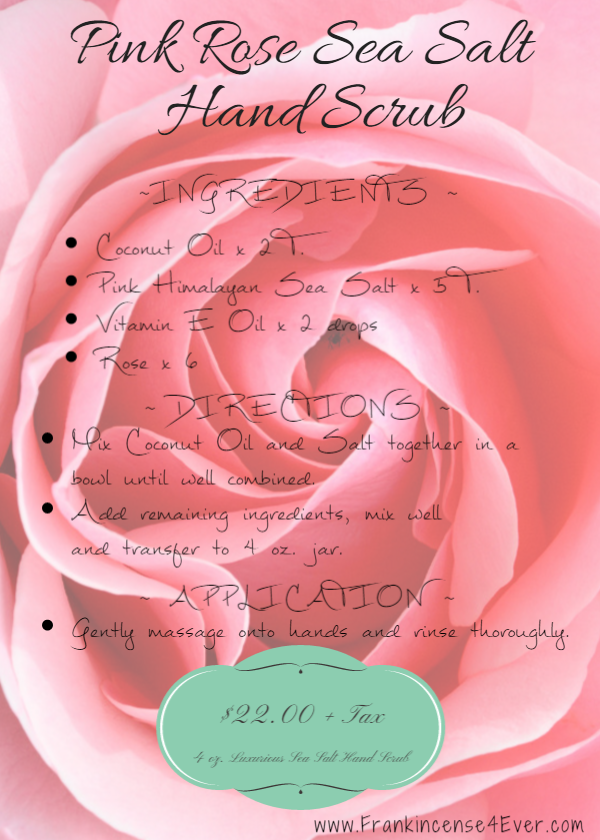 Pink Rose Sea Salt
Hand Scrub
~INGREDIENTS ~
• Coconut Oil x 2T.
• Pink Himalayan Sea Salt x 5T.
• Vitamin E Oil x 2 drops
• Rose x 6
~ DIRECTIONS ~
• Mix Coconut Oil and Salt together in a
bowl until well combined.
• Add remaining ingredients, mix well
and transfer to 4 oz. jar.
~ APPLICATION ~
• Gently massage onto hands and rinse thoroughly.
$22.00 + Tax
4 oz. Luxurious Sea Salt Hand Scrub
www.Frankincense4Ever.com